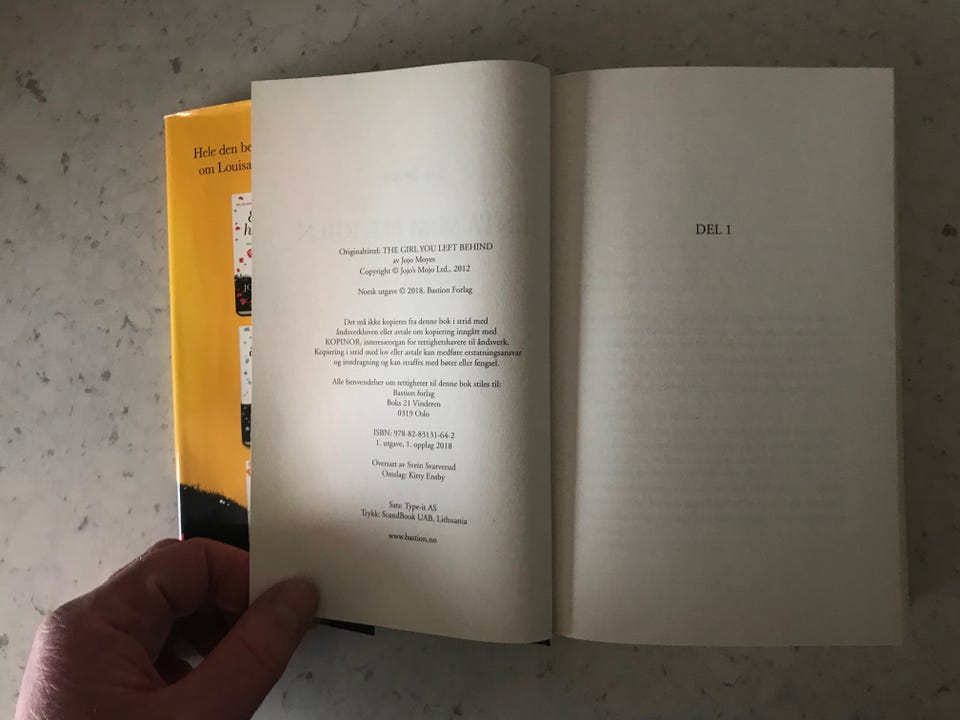 Hele den be
om Louisa
Originaltittel: THE GIRL YOU LEFT BEHIND
av Jojo Moyes
Copyright © Jojo's Mojo Ltd., 2012
Norsk utgave © 2018, Bastion Forlag
Det må ikke kopieres fra denne bok i strid med
åndsverkloven eller avtale om kopiering inngått med
KOPINOR, interesseorgan for rettighetshavere til åndsverk.
Kopiering i strid med lov eller avtale kan medføre erstatningsansvar
og inndragning og kan straffes med bøter eller fengsel.
Alle henvendelser om rettigheter til denne bok stiles til:
Bastion forlag
Boks 21 Vinderen
0319 Oslo
ISBN: 978-82-83131-64-2
1. utgave, 1. opplag 2018
Oversatt av Svein Svarverud
Omslag: Kitty Ensby
Sats: Type-it AS
Trykk: ScandBook UAB, Lithuania
www.bastion.no
DEL 1